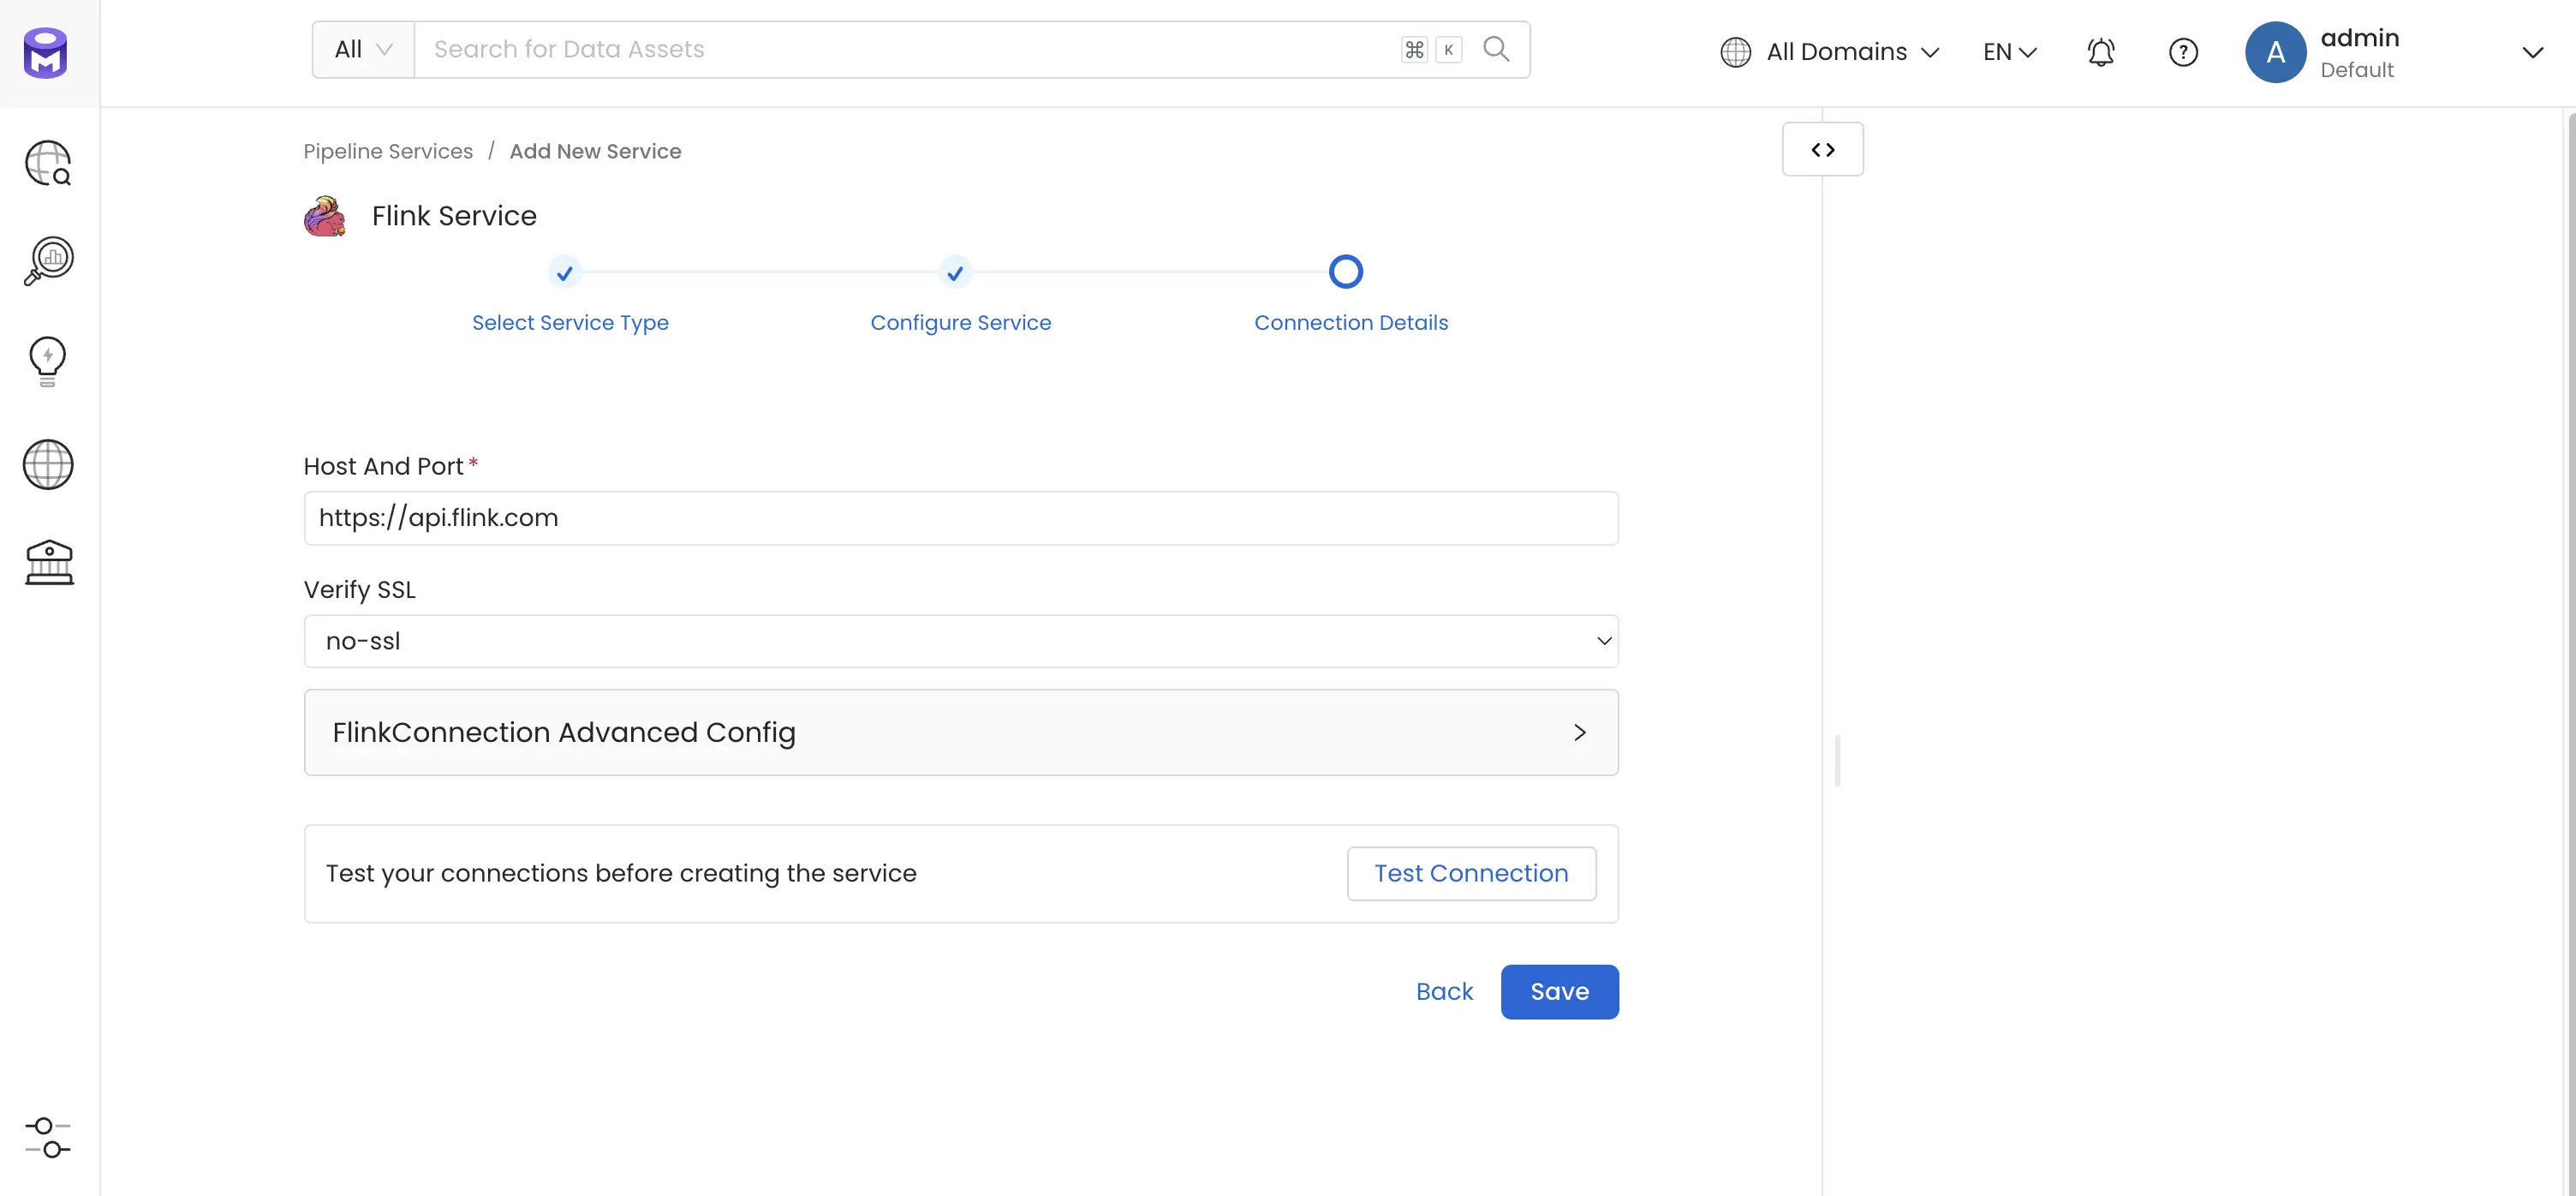 All
Search for Data Assets
⌘ K
All Domains
EN
A
admin
Default
Pipeline Services / Add New Service
Flink Service
Select Service Type
Configure Service
Connection Details
Host And Port*
https://api.flink.com
Verify SSL
no-ssl
FlinkConnection Advanced Config
Test your connections before creating the service
Test Connection
Back
Save